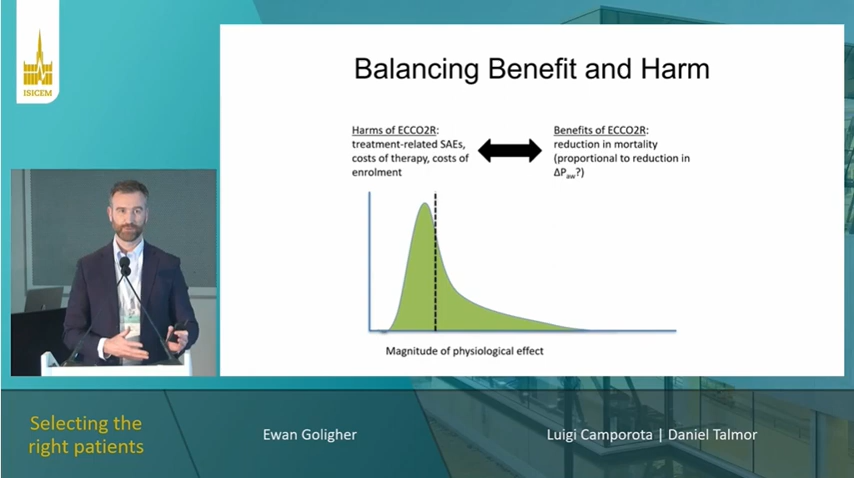 ISICEM
Balancing Benefit and Harm
Harms of ECCO2R:
treatment-related SAEs,
costs of therapy, costs of
enrolment
Benefits of ECCO2R:
reduction in mortality
(proportional to reduction in
ΔPaw?)
Magnitude of physiological effect
Selecting the
right patients
Ewan Goligher
Luigi Camporota | Daniel Talmor